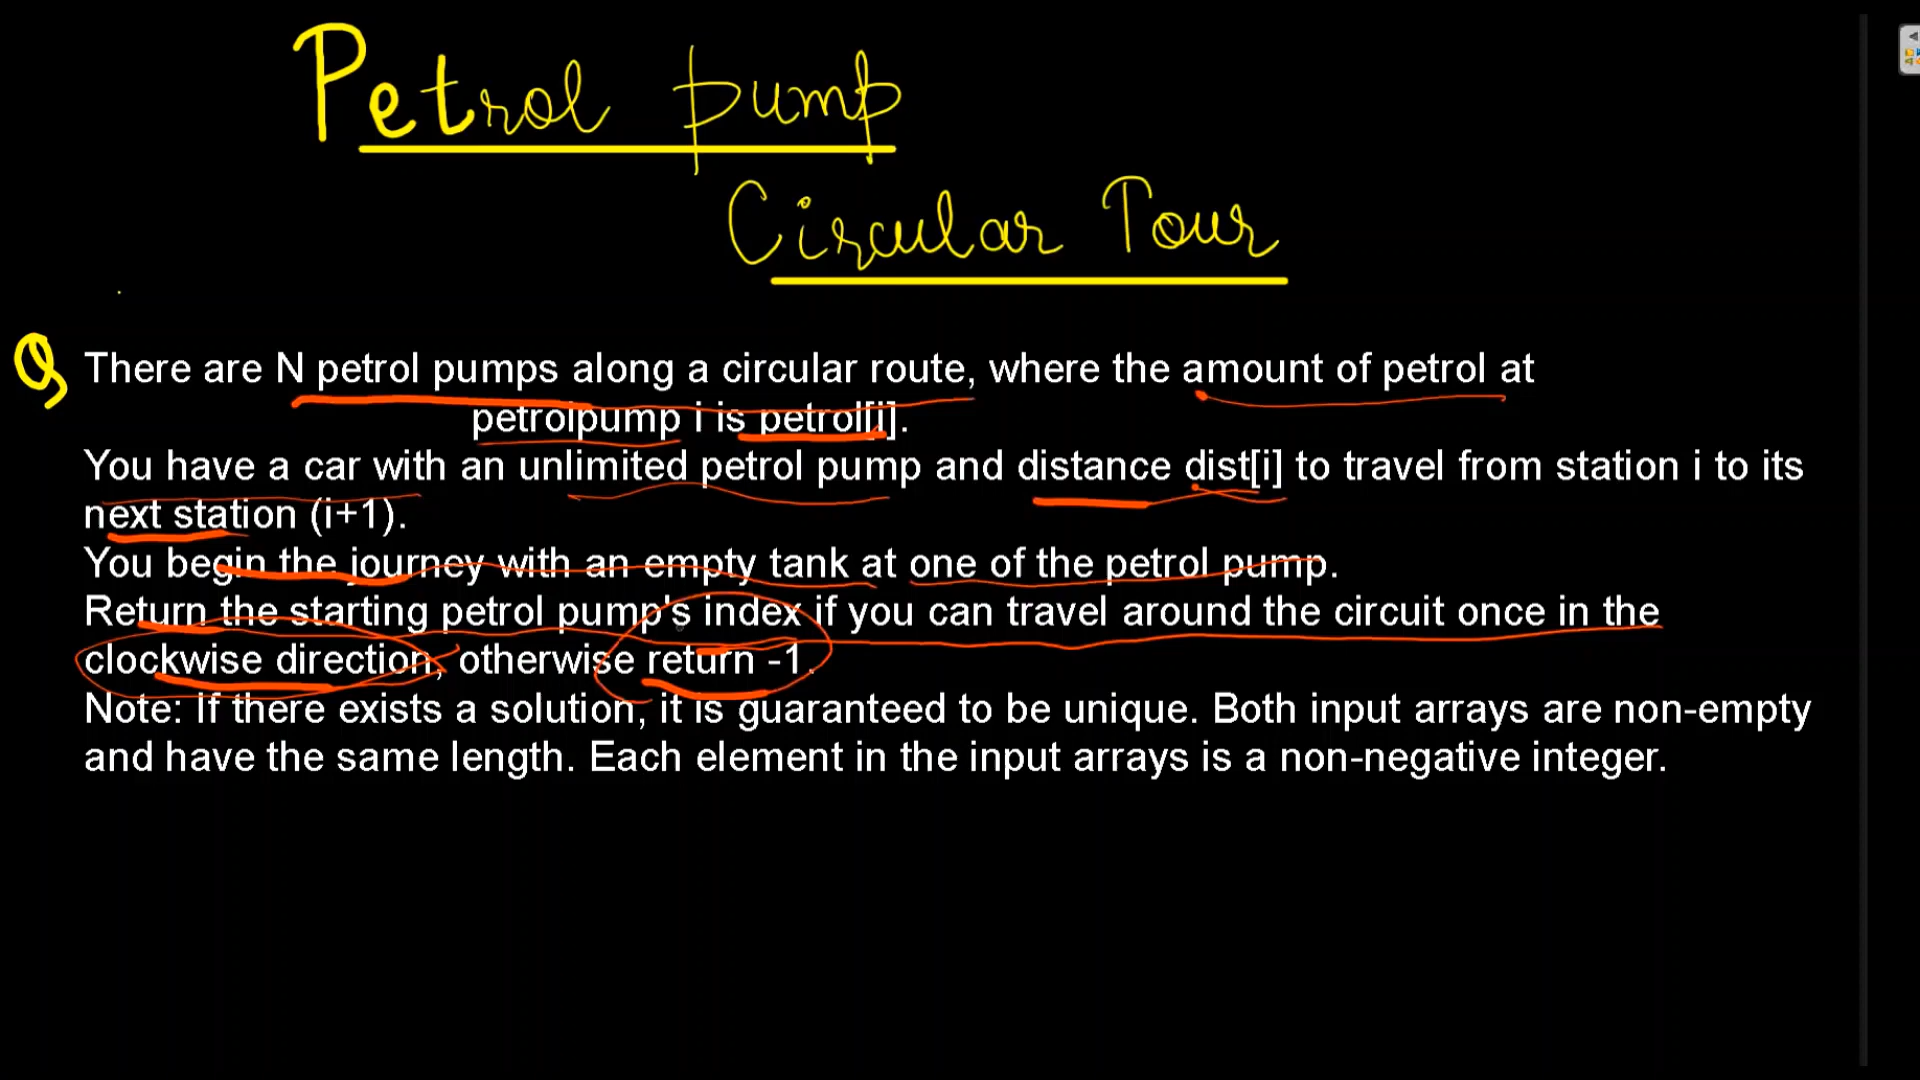 Petrol pump
Circular Tour
Q There are N petrol pumps along a circular route, where the amount of petrol at
petrolpump i is petrol[i].
You have a car with an unlimited petrol pump and distance dist[i] to travel from station i to its
next station (i+1).
You begin the journey with an empty tank at one of the petrol pump.
Return the starting petrol pump's index if you can travel around the circuit once in the
clockwise direction, otherwise return -1.
Note: If there exists a solution, it is guaranteed to be unique. Both input arrays are non-empty
and have the same length. Each element in the input arrays is a non-negative integer.